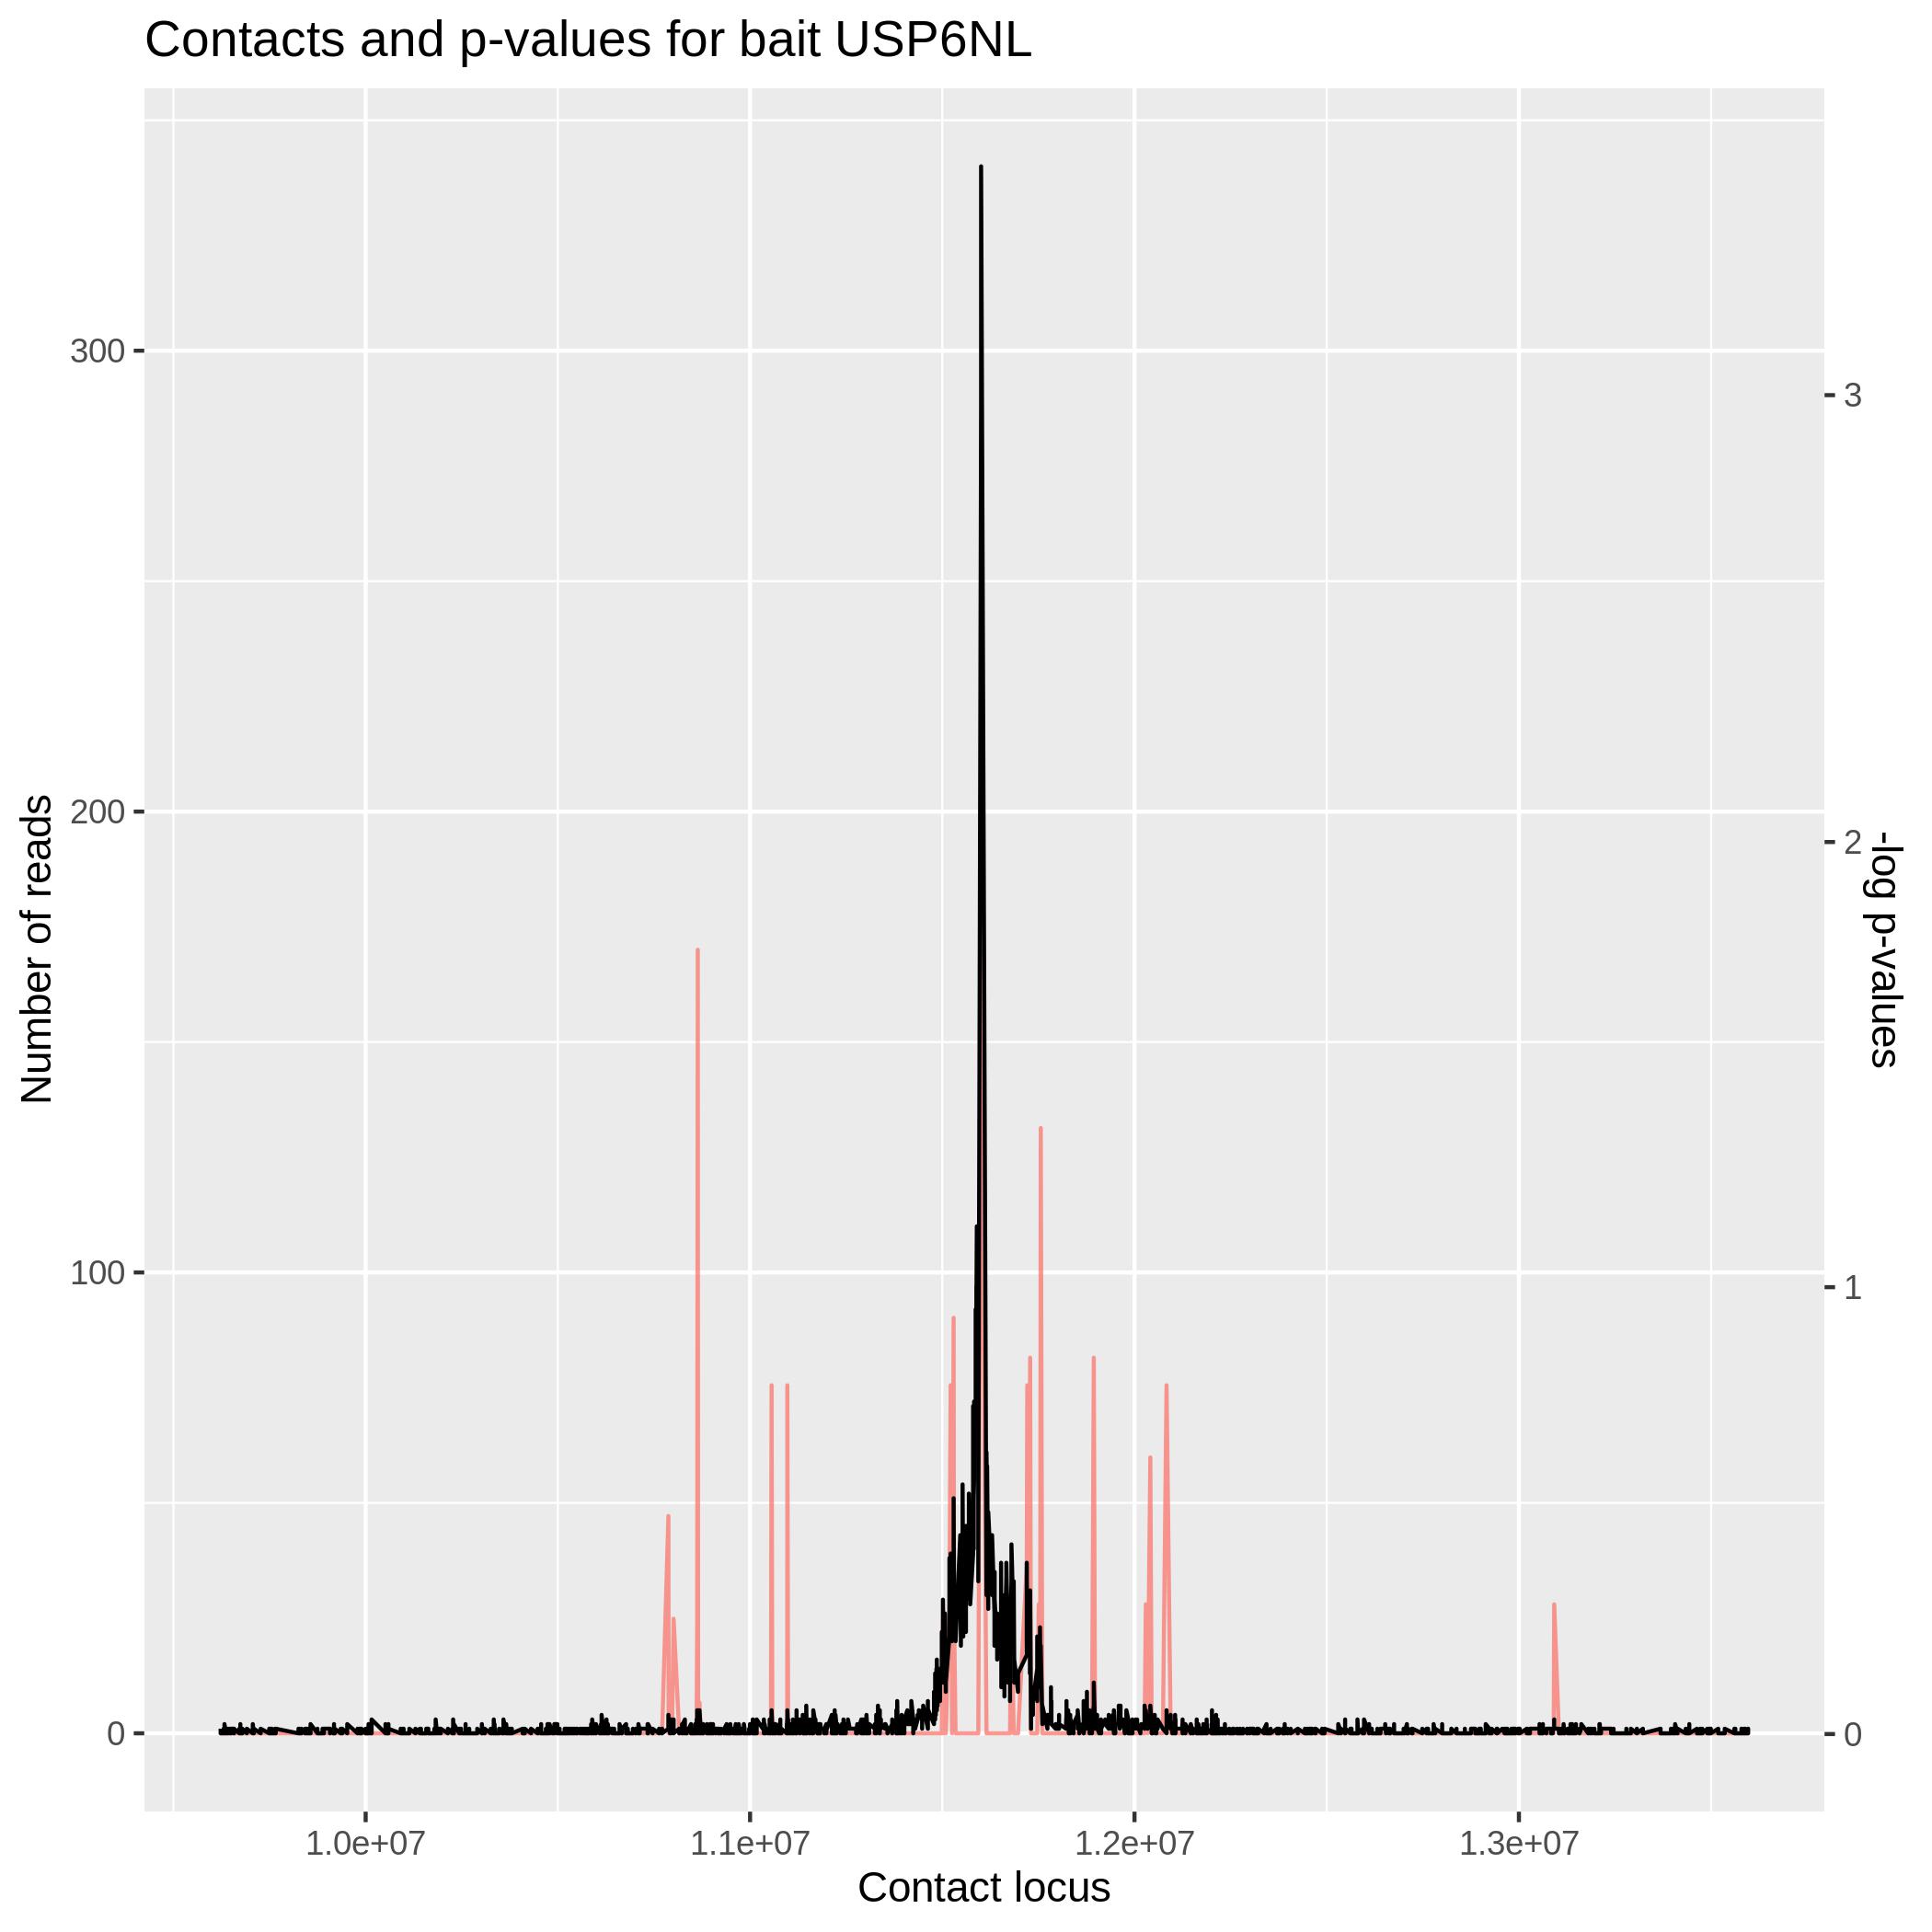 Contacts and p-values for bait USP6NL
Number of reads
300
200
100
0
3
2
1
0
-log p-values
1.0e+07
1.1e+07
1.2e+07
1.3e+07
Contact locus